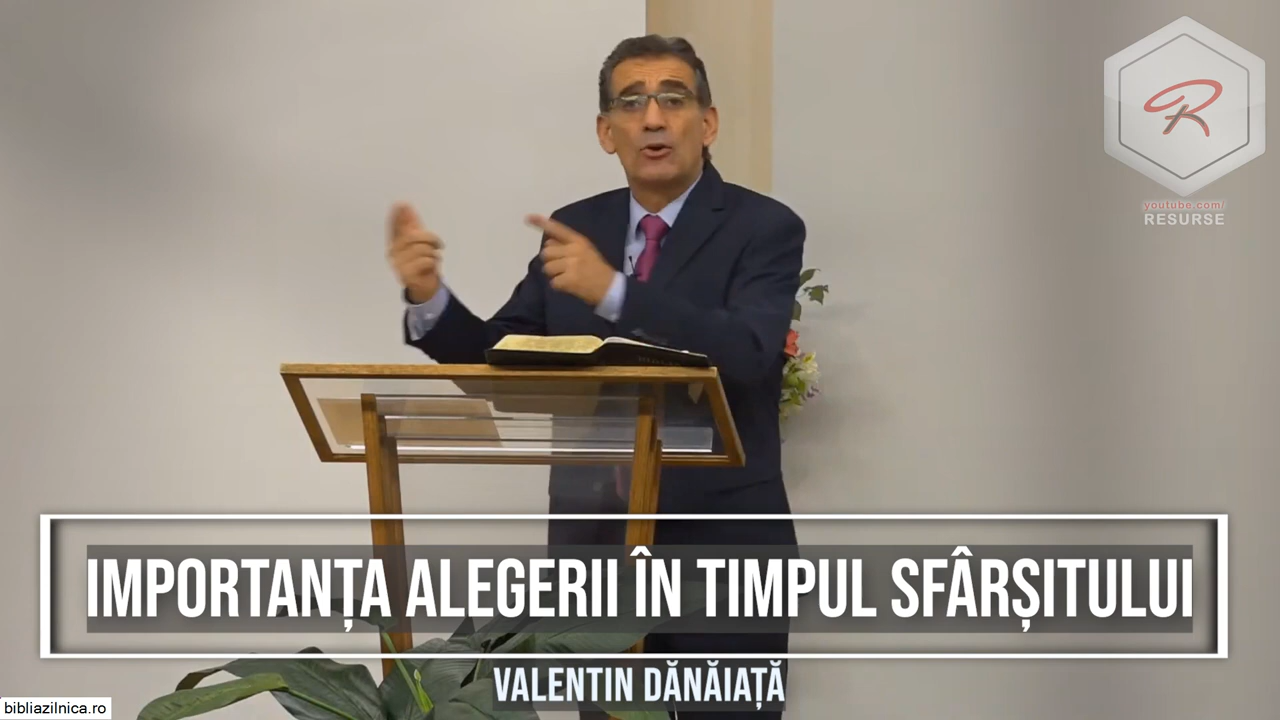 R
youtube.com/
RESURSE
IMPORTANȚA ALEGERII ÎN TIMPUL SFÂRȘITULUI
VALENTIN DĂNĂIAȚĂ
bibliazilnica.ro